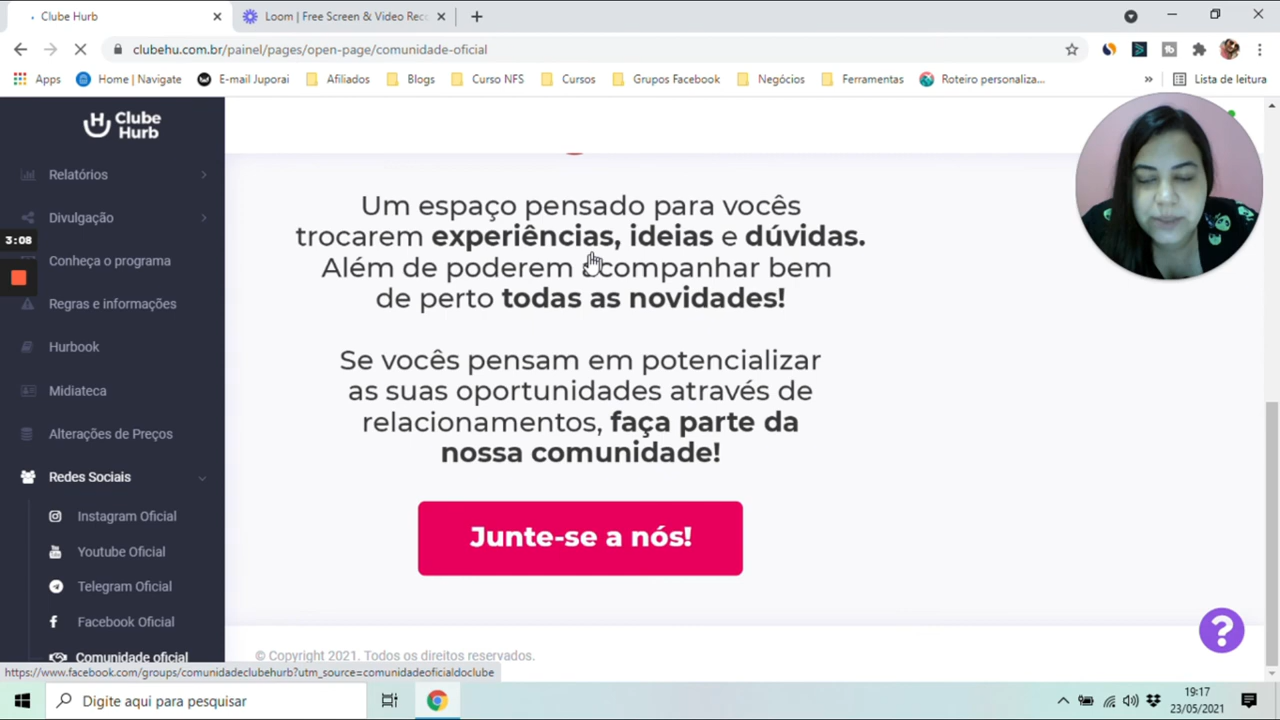 Clube Hurb
Loom | Free Screen & Video Rec
clubehu.com.br/painel/pages/open-page/comunidade-oficial
Apps
Home | Navigate
E-mail Juporai
Afiliados
Blogs
Curso NFS
Cursos
Grupos Facebook
Negócios
Ferramentas
Roteiro personaliza...
»
Lista de leitura
Clube
Hurb
Relatórios
Divulgação
3:08
Conheça o programa
Regras e informações
Hurbook
Midiateca
Alterações de Preços
Redes Sociais
Instagram Oficial
Youtube Oficial
Telegram Oficial
Facebook Oficial
Comunidade oficial
Um espaço pensado para vocês
trocarem experiências, ideias e dúvidas.
Além de poderem acompanhar bem
de perto todas as novidades!
Se vocês pensam em potencializar
as suas oportunidades através de
relacionamentos, faça parte da
nossa comunidade!
Junte-se a nós!
?
© Copyright 2021. Todos os direitos reservados.
https://www.facebook.com/groups/comunidadeclubehurb?utm_source=comunidadeoficialdoclube
Digite aqui para pesquisar
19:17
23/05/2021